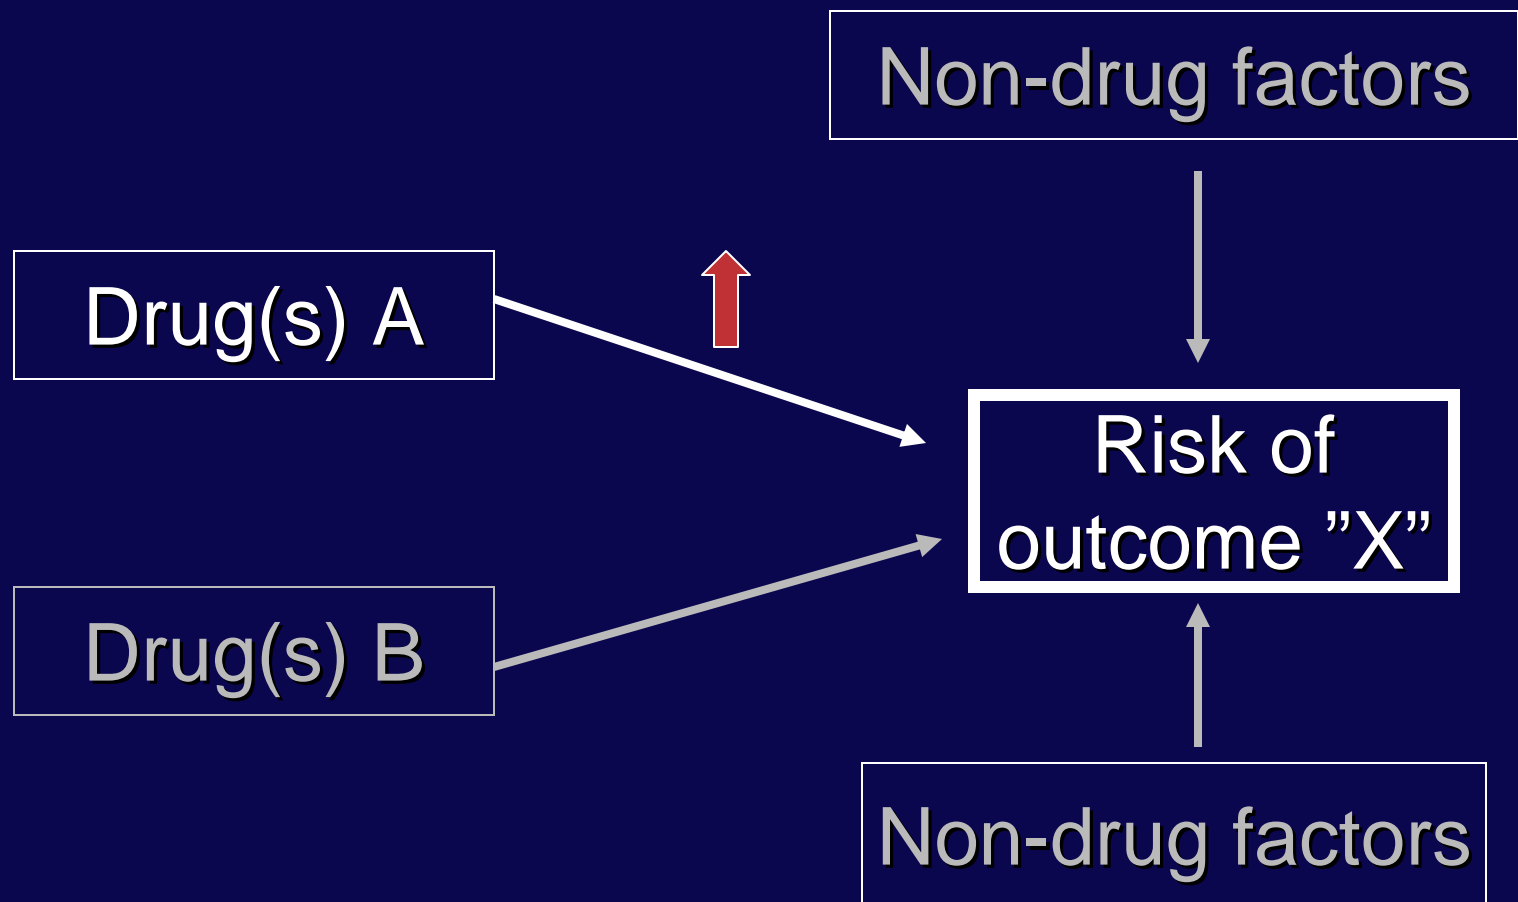 Non-drug factors
Drug(s) A
Risk of
outcome ”X”
Drug(s) B
Non-drug factors